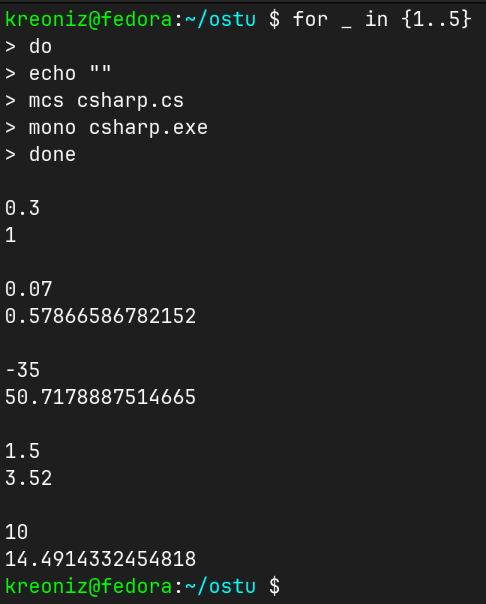 kreoniz@fedora:~/ostu $ for _ in {1..5}
> do
> echo ""
> mcs csharp.cs
> mono csharp.exe
> done
0.3
1
0.07
0.57866586782152
-35
50.7178887514665
1.5
3.52
10
14.4914332454818
kreoniz@fedora:~/ostu $